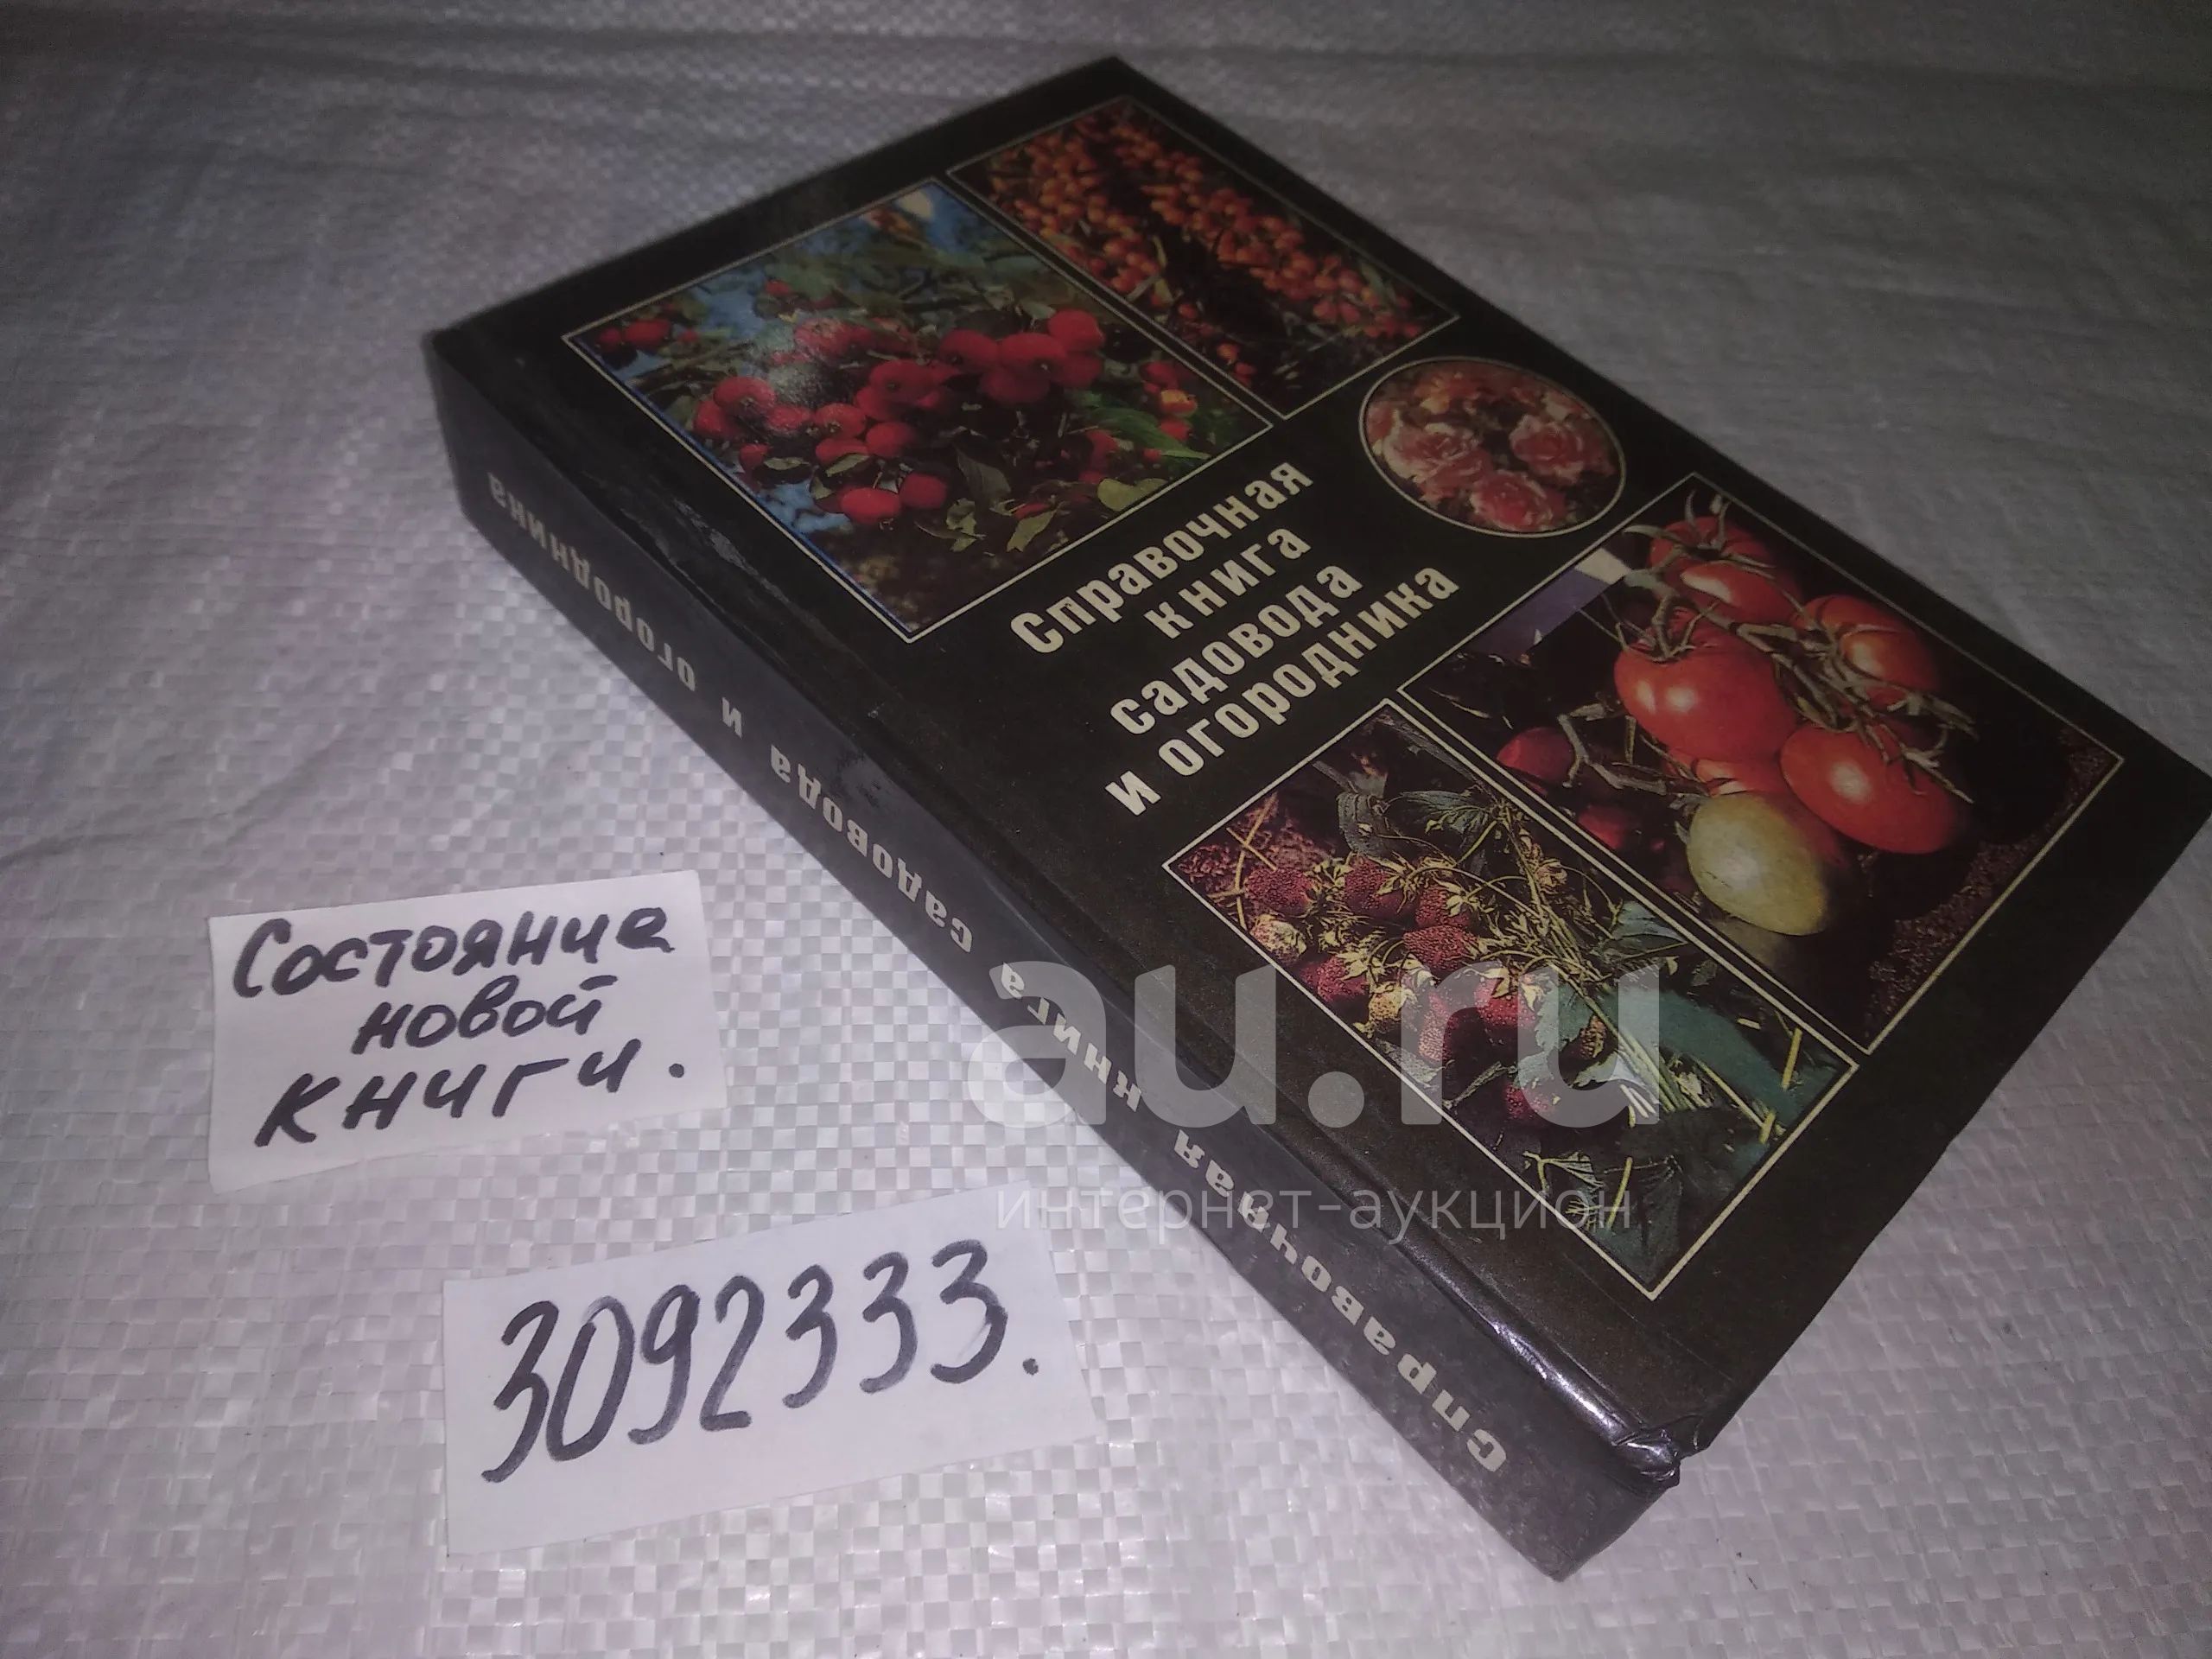 Справочная
книга
садовода
и огородника
Справочная книга садовода и огородника
Состояние
новой
книги.
3092333.
au.ru
интернет-аукцион